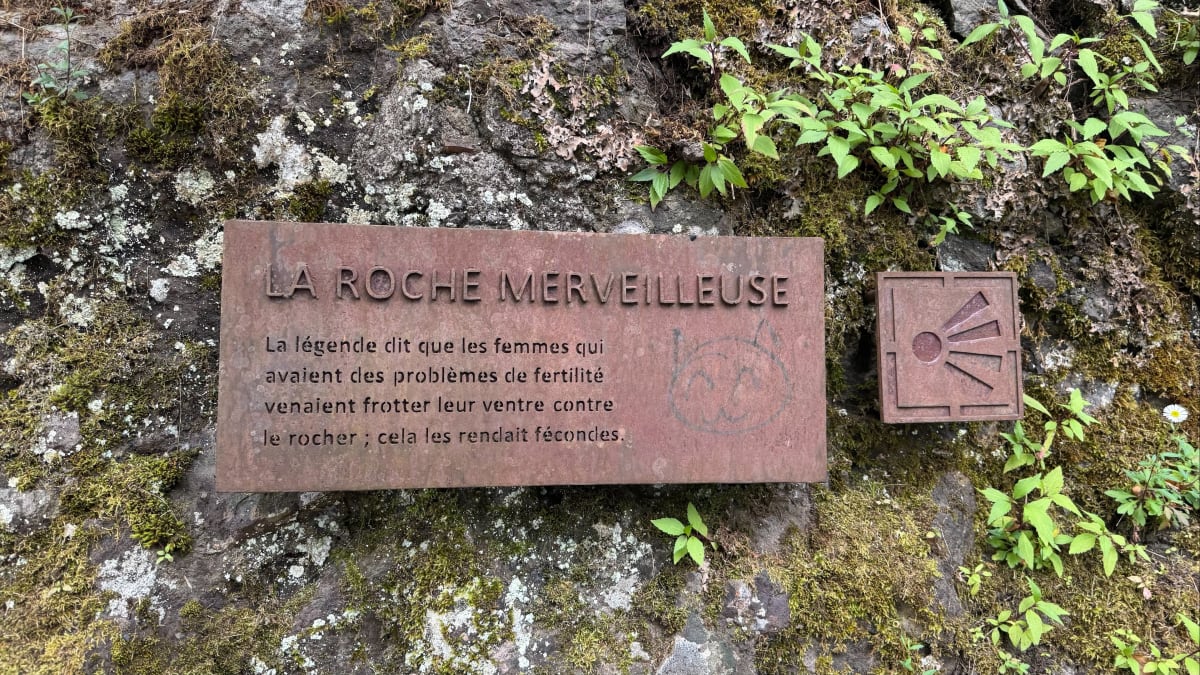 LA ROCHE MERVEILLEUSE
La légende dit que les femmes qui
avaient des problèmes de fertilité
venaient frotter leur ventre contre
le rocher ; cela les rendait fécondes.